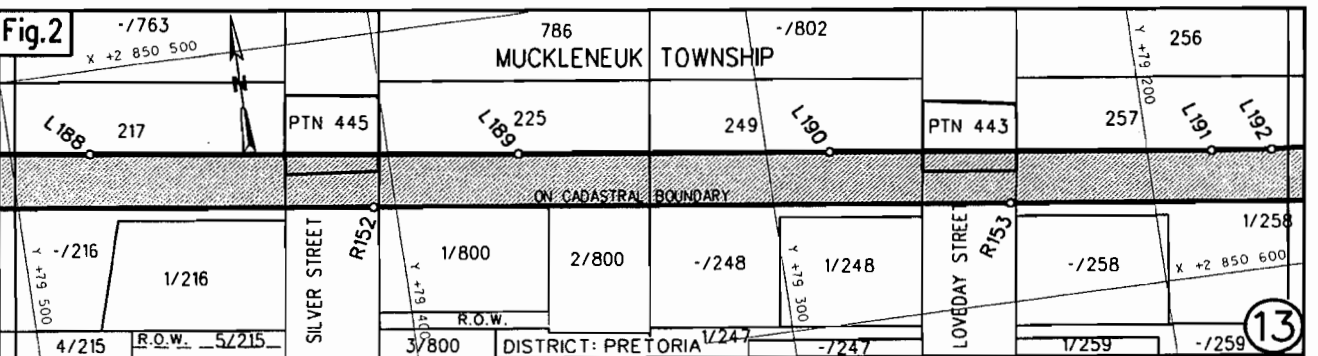 Fig.2
-/763
786
-/802
256
X +2 850 500
MUCKLENEUK TOWNSHIP
Y +79 200
N
L188
217
PTN 445
L189
225
249
L190
PTN 443
257
L191
L192
ON CADASTRAL BOUNDARY
-/216
1/216
SILVER STREET
R152
1/800
2/800
-/248
1/248
LOVEDAY STREET
R153
-/258
1/258
Y +79 500
Y +79 400
Y +79 300
X +2 850 600
4/215
R.O.W.
5/215
R.O.W.
3/800
DISTRICT: PRETORIA
1/247
-/247
1/259
-/259
13